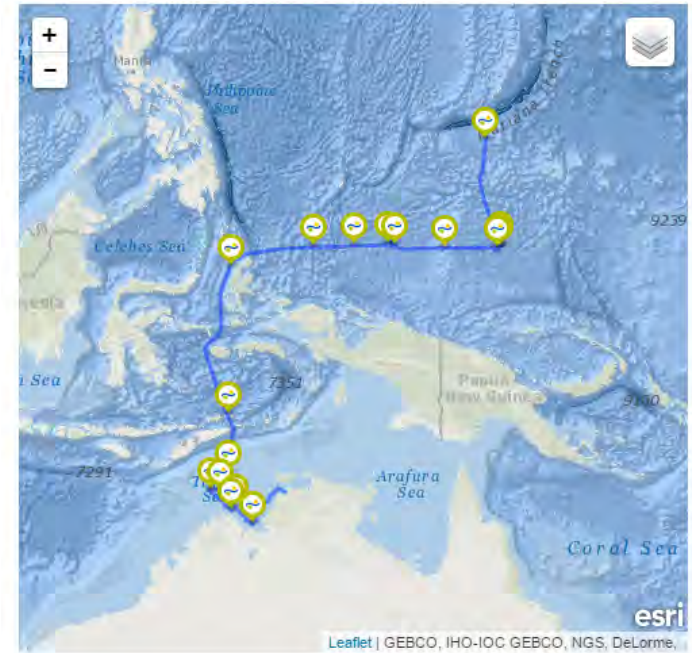 +
−
Manila
Philippine
Sea
Mariana Trench
9239
Celebes Sea
Sea
7351
Papua
New Guinea
9140
7291
Arafura
Sea
Coral Sea
esri
Leaflet | GEBCO, IHO-IOC GEBCO, NGS, DeLorme,